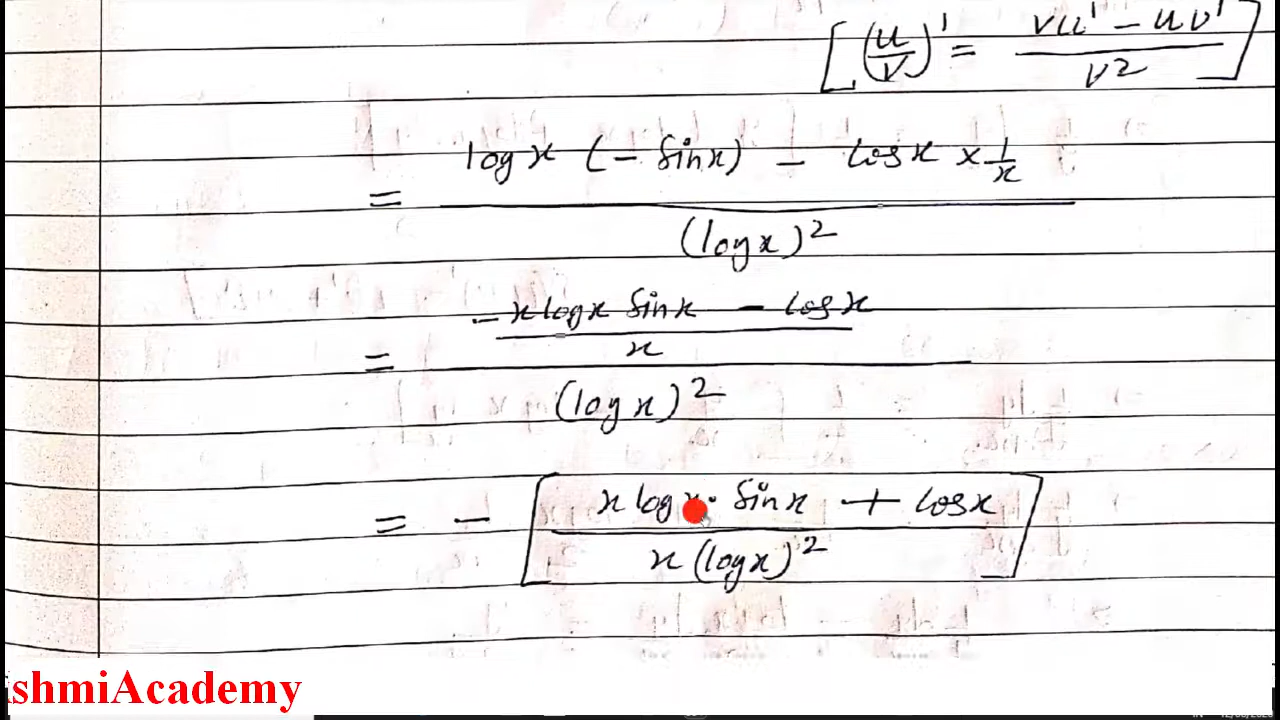 [(u/v)' = (vu' - uv')/v2]
= (log x (- sin x) - cos x × 1/x)/(log x)²
= ((- x log x sin x - cos x)/x)/(log x)²
= - [(x log x · sin x + cos x)/(x (log x)²)]
shmiAcademy